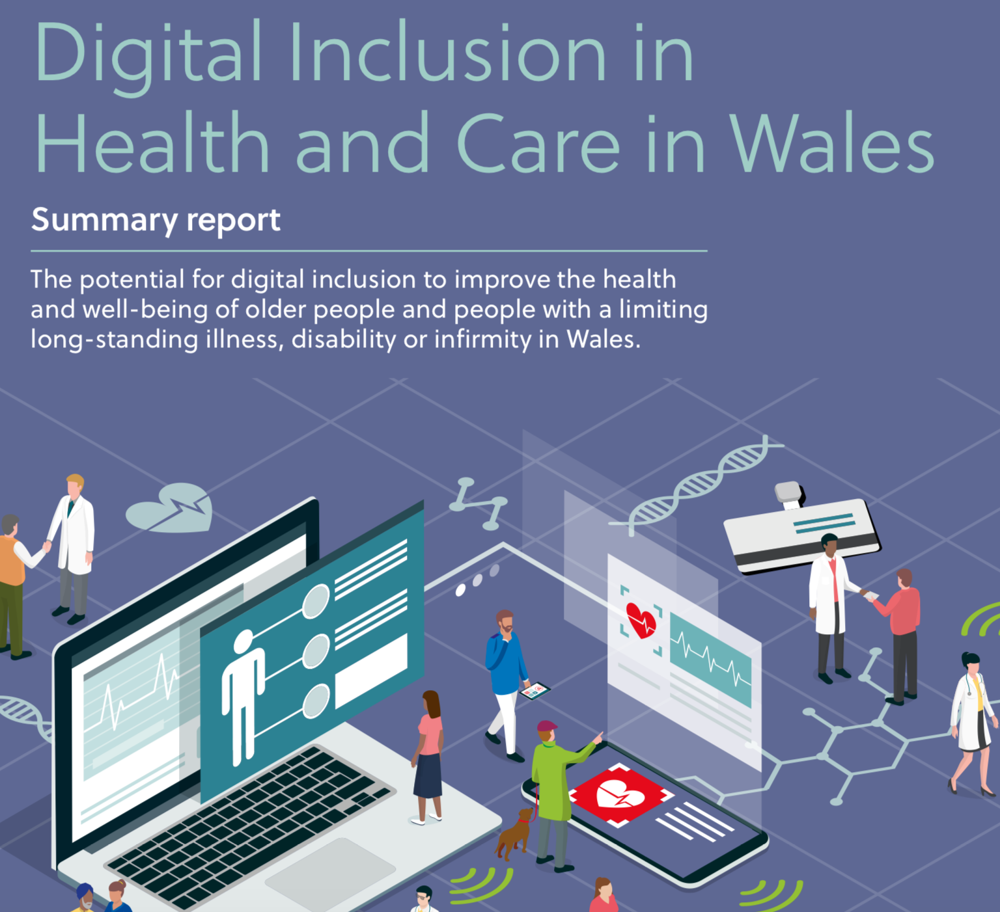 Digital Inclusion in
Health and Care in Wales
Summary report
The potential for digital inclusion to improve the health
and well-being of older people and people with a limiting
long-standing illness, disability or infirmity in Wales.